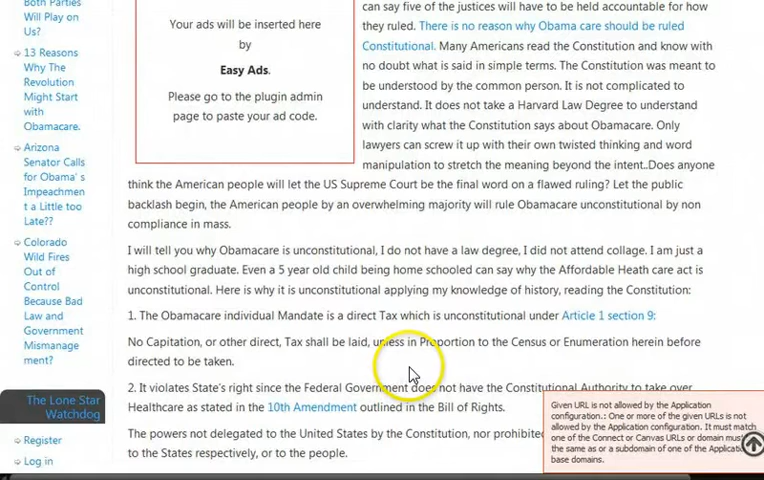 Both Parties
Will Play on
Us?
13 Reasons
Why The
Revolution
Might Start
with
Obamacare.
Arizona
Senator Calls
for Obama' s
Impeachmen
t a Little too
Late??
Colorado
Wild Fires
Out of
Control
Because Bad
Law and
Government
Mismanage
ment?
The Lone Star
Watchdog
Register
Log in
Your ads will be inserted here
by
Easy Ads.
Please go to the plugin admin
page to paste your ad code.
can say five of the justices will have to be held accountable for how
they ruled. There is no reason why Obama care should be ruled
Constitutional. Many Americans read the Constitution and know with
no doubt what is said in simple terms. The Constitution was meant to
be understood by the common person. It is not complicated to
understand. It does not take a Harvard Law Degree to understand
with clarity what the Constitution says about Obamacare. Only
lawyers can screw it up with their own twisted thinking and word
manipulation to stretch the meaning beyond the intent..Does anyone
think the American people will let the US Supreme Court be the final word on a flawed ruling? Let the public
backlash begin, the American people by an overwhelming majority will rule Obamacare unconstitutional by non
compliance in mass.
I will tell you why Obamacare is unconstitutional, I do not have a law degree, I did not attend collage. I am just a
high school graduate. Even a 5 year old child being home schooled can say why the Affordable Heath care act is
unconstitutional. Here is why it is unconstitutional applying my knowledge of history, reading the Constitution:
1. The Obamacare individual Mandate is a direct Tax which is unconstitutional under Article 1 section 9:
No Capitation, or other direct, Tax shall be laid, unless in Proportion to the Census or Enumeration herein before
directed to be taken.
2. It violates State's right since the Federal Government does not have the Constitutional Authority to take over
Healthcare as stated in the 10th Amendment outlined in the Bill of Rights.
The powers not delegated to the United States by the Constitution, nor prohibited
to the States respectively, or to the people.
Given URL is not allowed by the Application
configuration.: One or more of the given URLs is not
allowed by the App's configuration. It must match
one of the Connect or Canvas URLs or domain must
the same as or a subdomain of one of the
base domains.